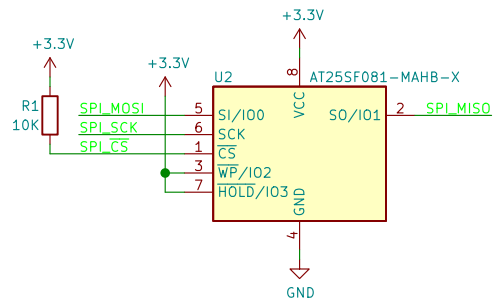 +3.3V
+3.3V
+3.3V
U2
AT25SF081-MAHB-X
R1
10K
SPI_MOSI
5
SI/IO0
8
VCC
SO/IO1
2
SPI_MISO
SPI_SCK
6
SCK
SPI_CS
1
CS
3
WP/IO2
7
HOLD/IO3
GND
4
GND